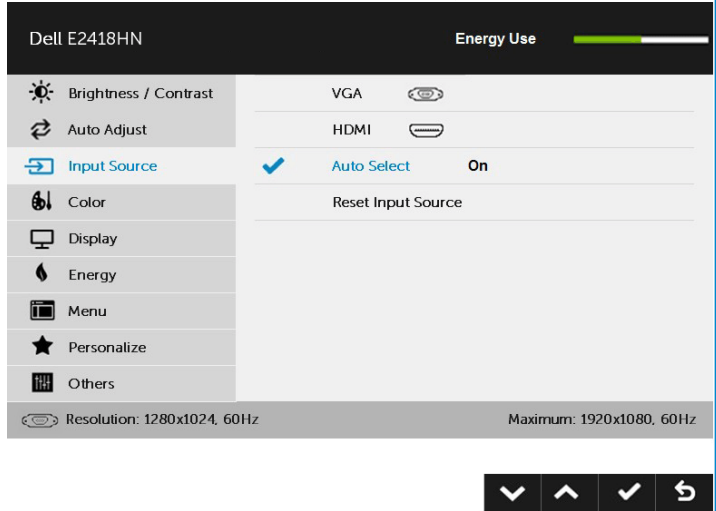 Dell E2418HN
Energy Use
Brightness / Contrast
Auto Adjust
Input Source
Color
Display
Energy
Menu
Personalize
Others
VGA
HDMI
Auto Select On
Reset Input Source
Resolution: 1280x1024, 60Hz
Maximum: 1920x1080, 60Hz